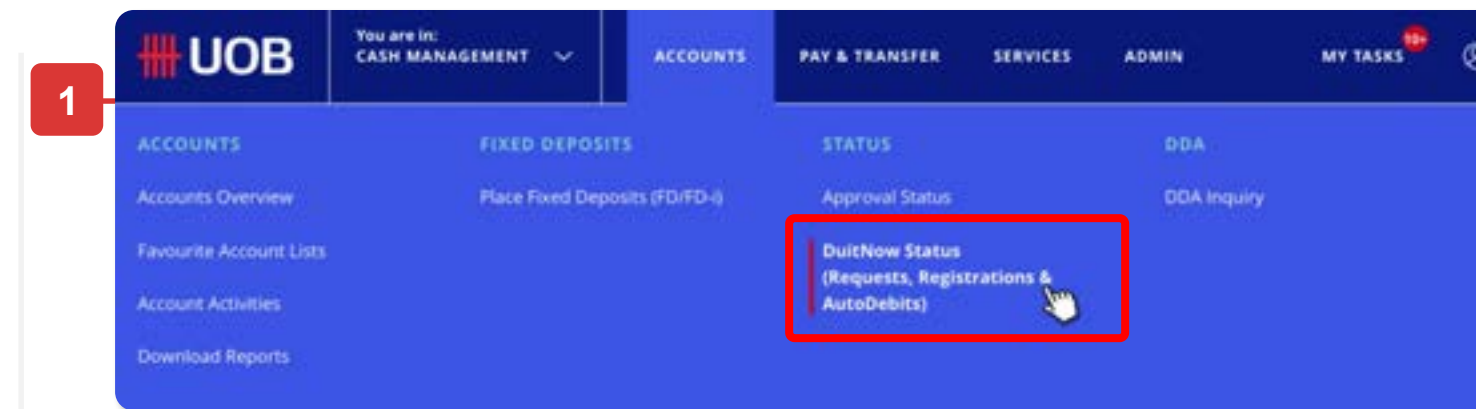 UOB
You are in:
CASH MANAGEMENT
ACCOUNTS
PAY & TRANSFER
SERVICES
ADMIN
MY TASKS
10+
1
ACCOUNTS
FIXED DEPOSITS
STATUS
DDA
Accounts Overview
Place Fixed Deposits (FD/FD-i)
Approval Status
DDA Inquiry
Favourite Account Lists
DuitNow Status
(Requests, Registrations &
AutoDebits)
Account Activities
Download Reports